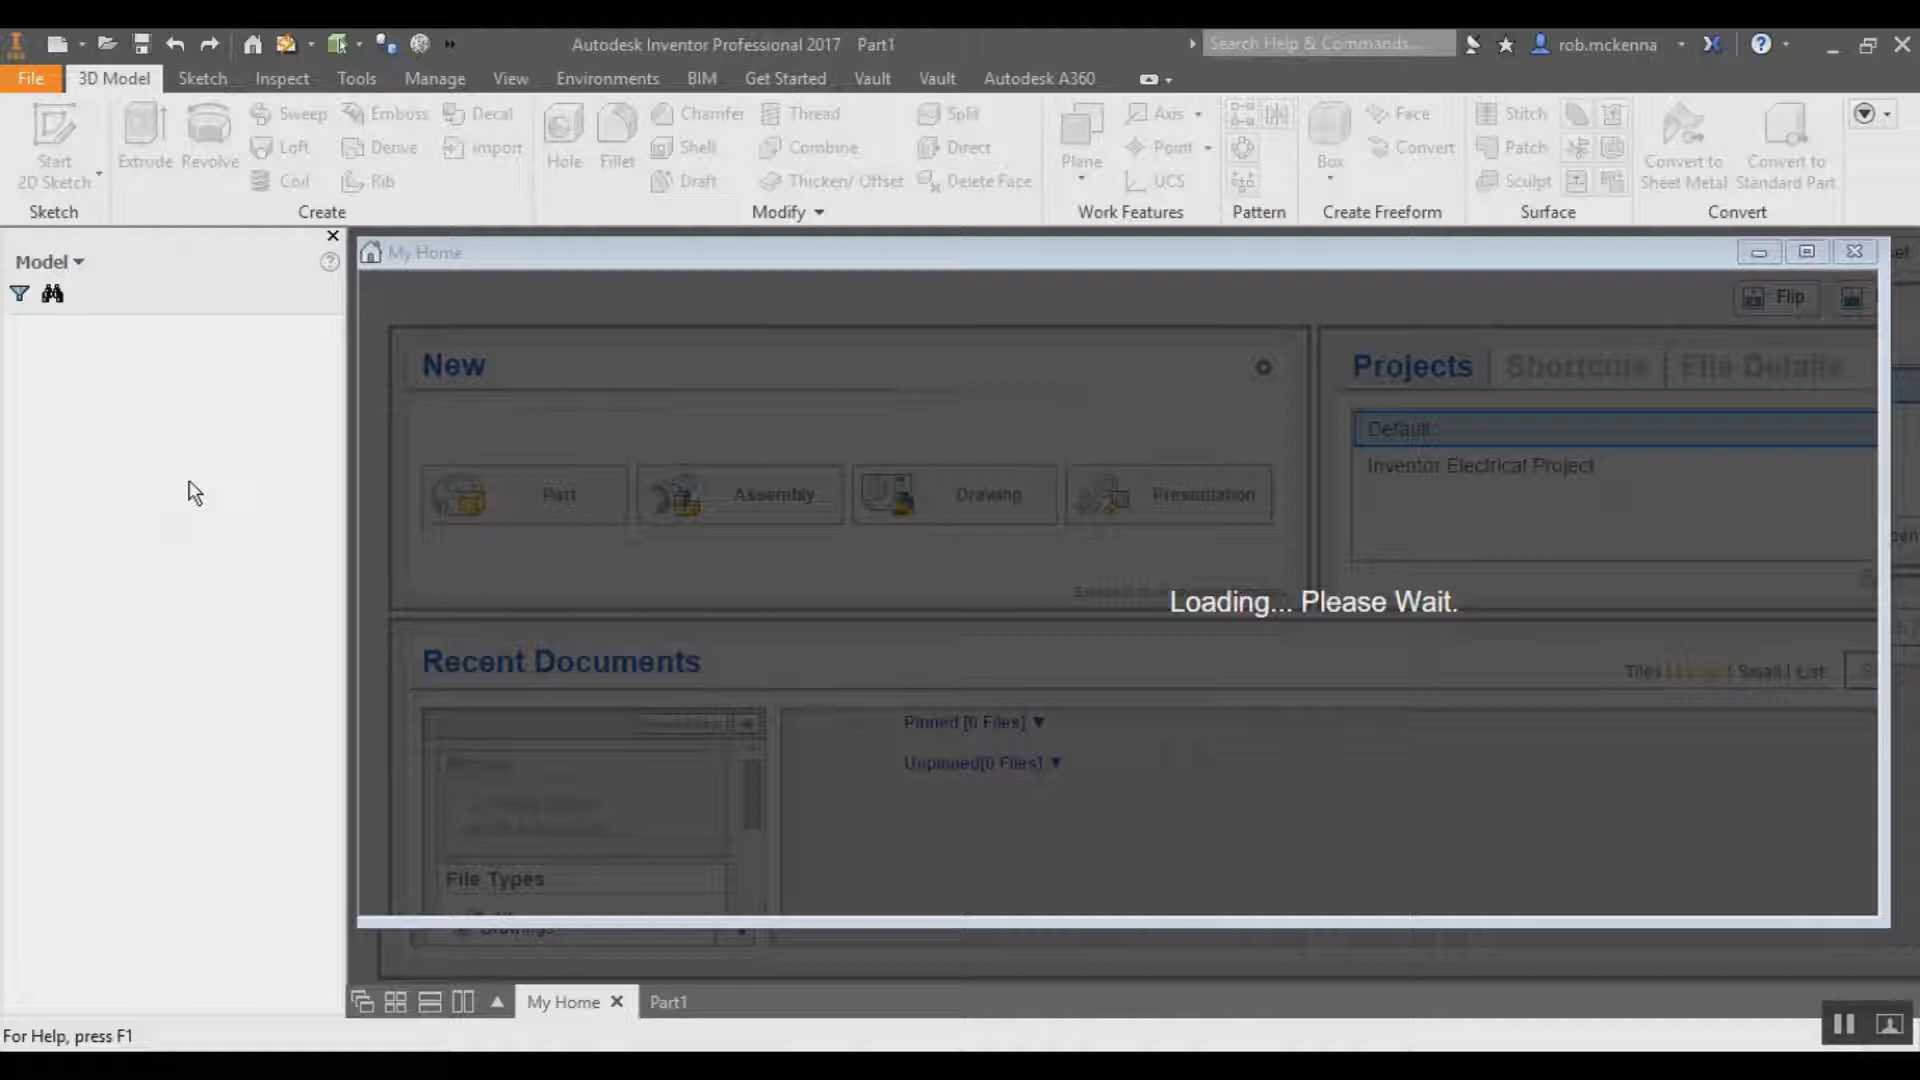 Autodesk Inventor Professional 2017 Part1
Search Help & Commands...
rob.mckenna
File 3D Model Sketch Inspect Tools Manage View Environments BIM Get Started Vault Vault Autodesk A360
Start 2D Sketch
Extrude Revolve
Sweep Emboss Decal
Loft Derive Import
Coil Rib
Hole Fillet
Chamfer Thread Split
Shell Combine Direct
Draft Thicken/ Offset Delete Face
Plane
Axis
Point
UCS
Box
Face
Convert
Stitch
Patch
Sculpt
Convert to Sheet Metal
Convert to Standard Part
Sketch Create Modify Work Features Pattern Create Freeform Surface Convert
Model
My Home
Flip
New
Projects Shortcuts File Details
Default
Inventor Electrical Project
Part Assembly Drawing Presentation
Loading... Please Wait.
Recent Documents
Tiles Small | List
Pinned [0 Files]
Unpinned[0 Files]
File Types
Drawings
My Home Part1
For Help, press F1